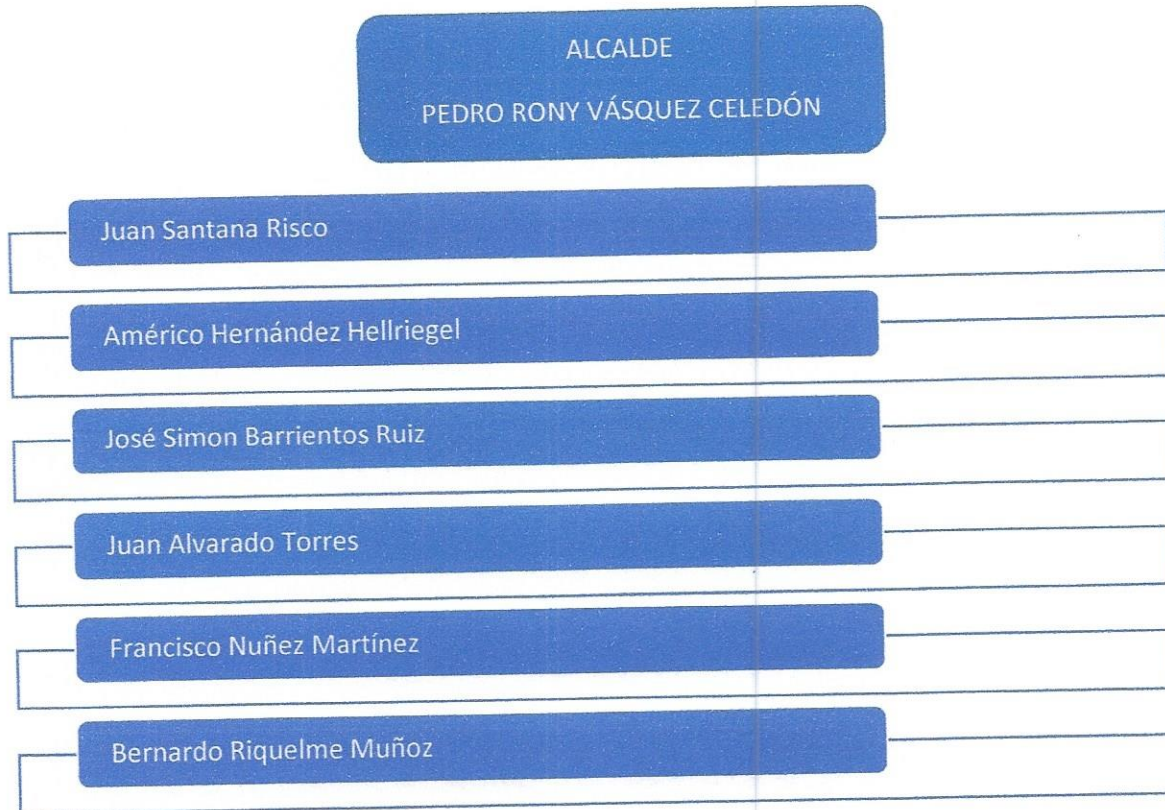 ALCALDE
PEDRO RONY VÁSQUEZ CELEDÓN
Juan Santana Risco
Américo Hernández Hellriegel
José Simon Barrientos Ruiz
Juan Alvarado Torres
Francisco Nuñez Martínez
Bernardo Riquelme Muñoz